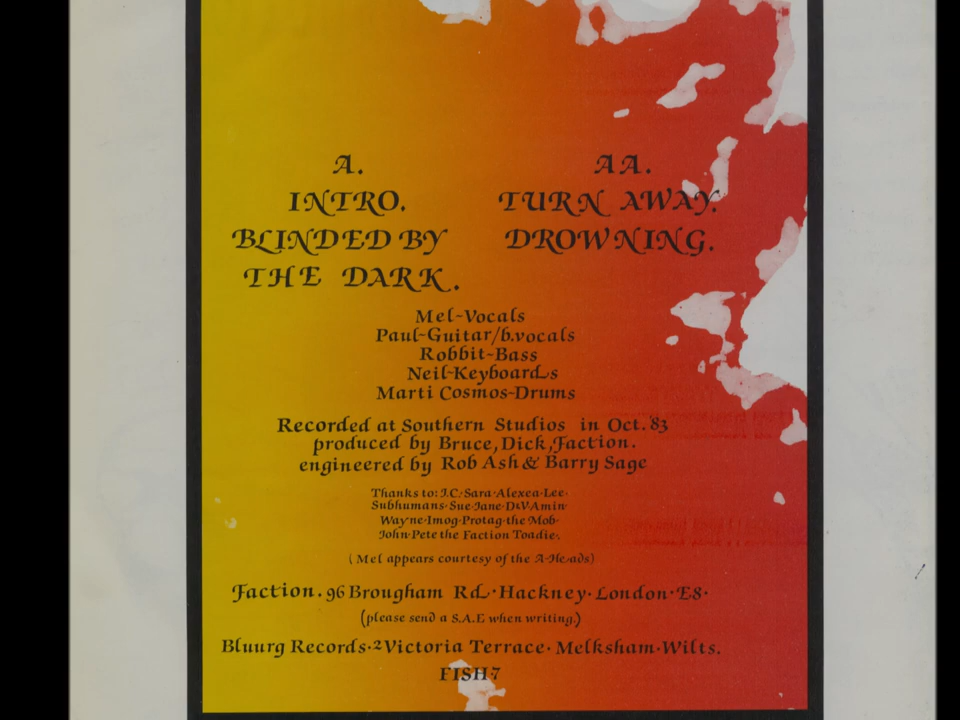 A.
INTRO.
BLINDED BY
THE DARK.
AA.
TURN AWAY.
DROWNING.
Mel-Vocals
Paul-Guitar/b.vocals
Robbit-Bass
Neil-Keyboards
Marti Cosmos-Drums
Recorded at Southern Studios in Oct.'83
produced by Bruce, Dick, Faction.
engineered by Rob Ash & Barry Sage
Thanks to: J.C. Sara·Alexea·Lee·
Subhumans·Sue·Jane·D&V·Amin·
Wayne·Imog·Protag·the Mob·
John·Pete the Faction Toadie.
(Mel appears courtesy of the A-Heads)
Faction. 96 Brougham Rd.·Hackney·London·E8·
(please send a S.A.E when writing.)
Bluurg Records·2 Victoria Terrace·Melksham·Wilts.
FISH 7